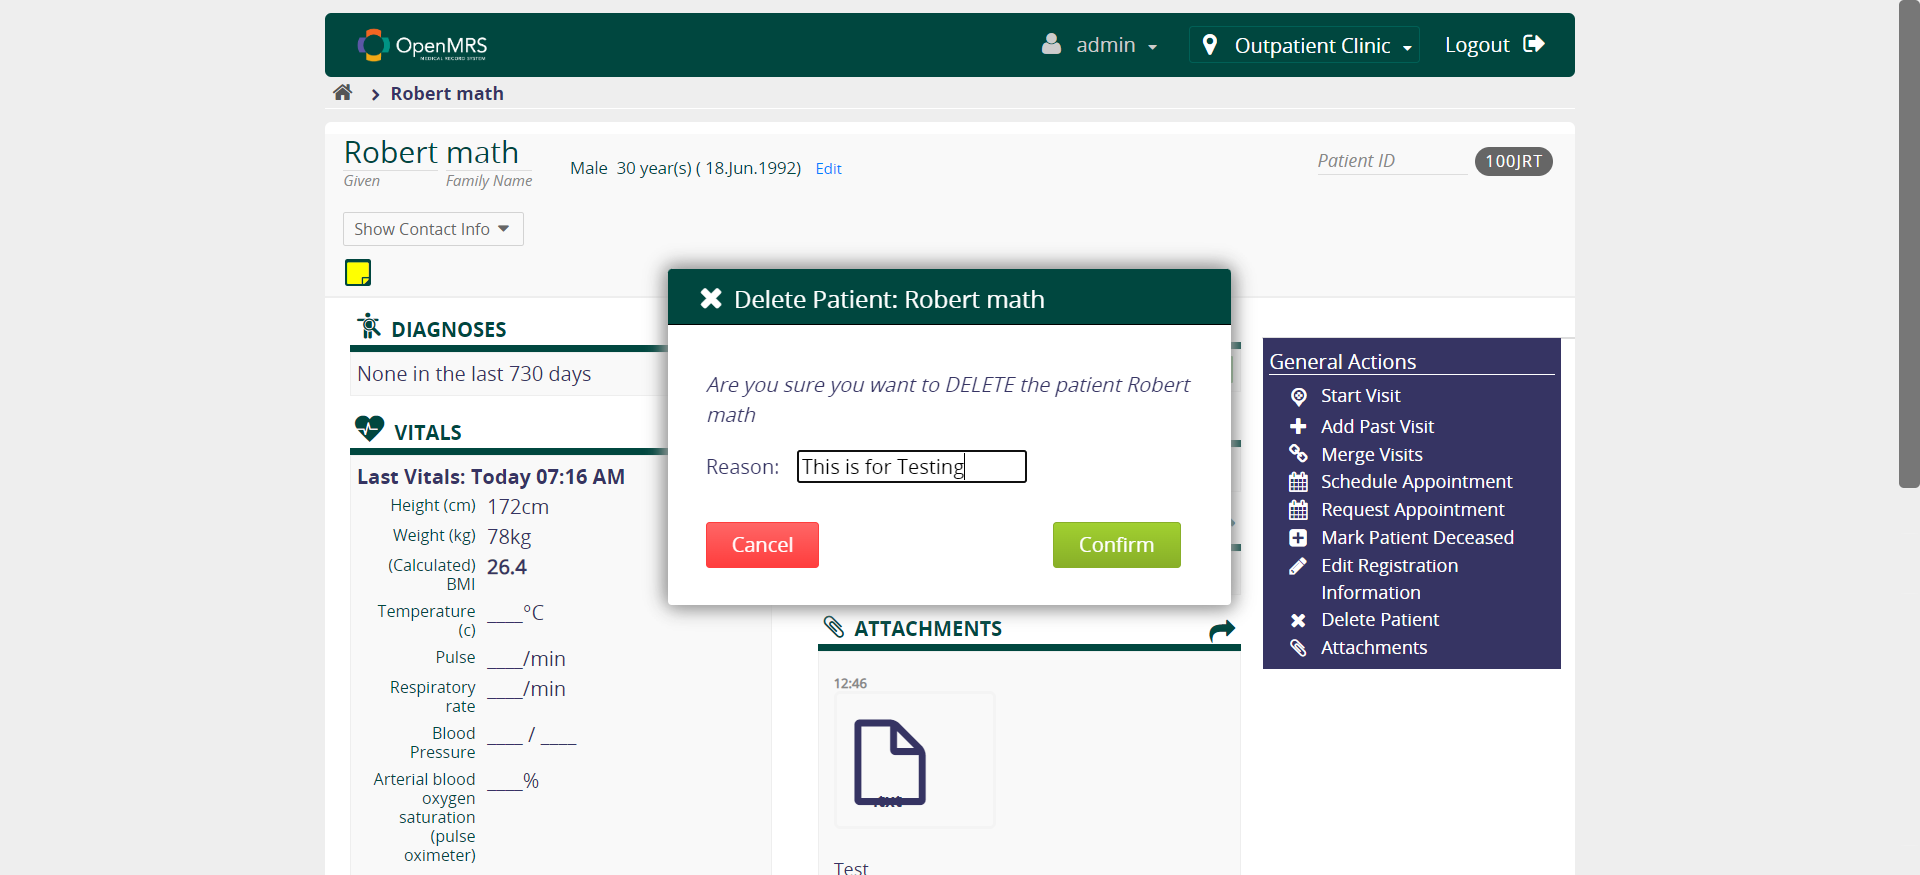 OpenMRS
MEDICAL RECORD SYSTEM
admin
Outpatient Clinic
Logout
Robert math
Robert math
Given
Family Name
Male 30 year(s) ( 18.Jun.1992) Edit
Patient ID
100JRT
Show Contact Info
Delete Patient: Robert math
Are you sure you want to DELETE the patient Robert
math
Reason: This is for Testing
Cancel
Confirm
DIAGNOSES
None in the last 730 days
VITALS
Last Vitals: Today 07:16 AM
Height (cm) 172cm
Weight (kg) 78kg
(Calculated) 26.4
BMI
Temperature ____°C
(c)
Pulse ____/min
Respiratory ____/min
rate
Blood ____ / ____
Pressure
Arterial blood ____%
oxygen
saturation
(pulse
oximeter)
ATTACHMENTS
12:46
.txt
Test
General Actions
Start Visit
Add Past Visit
Merge Visits
Schedule Appointment
Request Appointment
Mark Patient Deceased
Edit Registration
Information
Delete Patient
Attachments